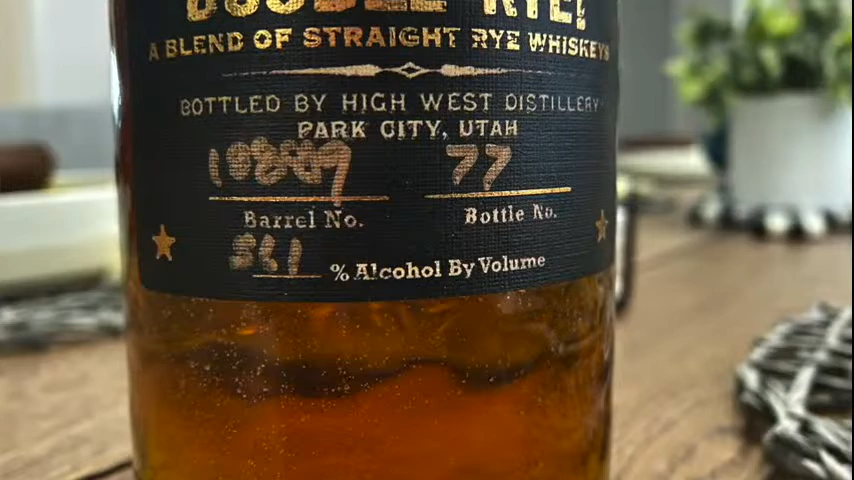 DOUBLE RYE!
A BLEND OF STRAIGHT RYE WHISKEYS
BOTTLED BY HIGH WEST DISTILLERY
PARK CITY, UTAH
77
Barrel No.
Bottle No.
% Alcohol By Volume